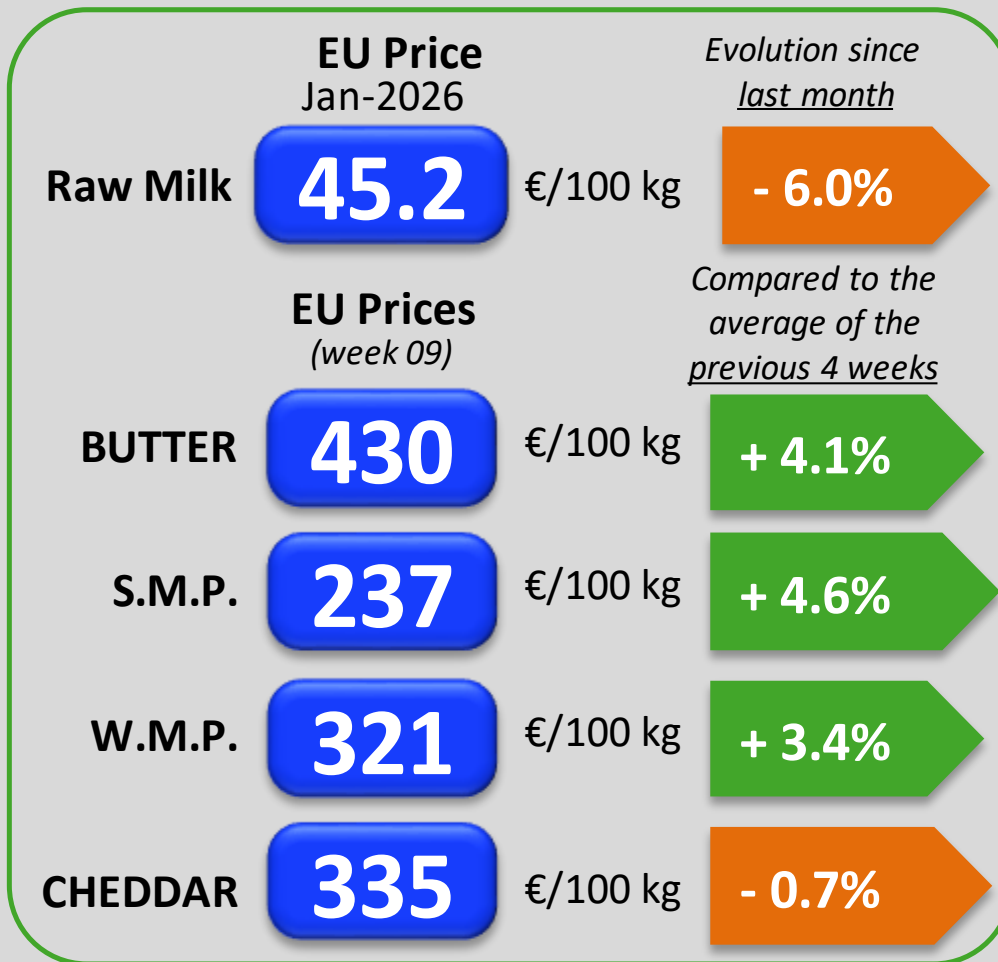 EU Price
Jan-2026
Evolution since
last month
Raw Milk 45.2 €/100 kg - 6.0%
EU Prices
(week 09)
Compared to the
average of the
previous 4 weeks
BUTTER 430 €/100 kg + 4.1%
S.M.P. 237 €/100 kg + 4.6%
W.M.P. 321 €/100 kg + 3.4%
CHEDDAR 335 €/100 kg - 0.7%